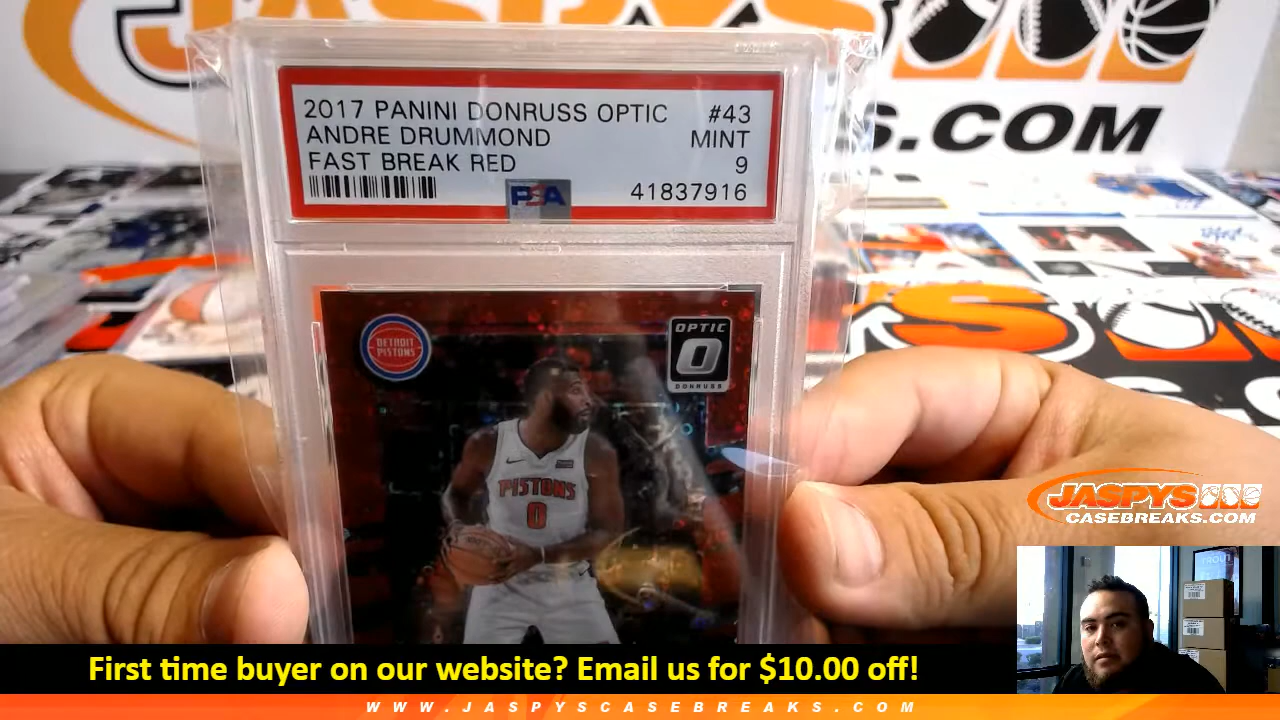 2017 PANINI DONRUSS OPTIC #43
ANDRE DRUMMOND MINT
FAST BREAK RED 9
PSA 41837916
DETROIT PISTONS
OPTIC
DONRUSS
PISTONS
0
S.COM
JASPYS
CASEBREAKS.COM
First time buyer on our website? Email us for $10.00 off!
WWW.JASPYSCASEBREAKS.COM